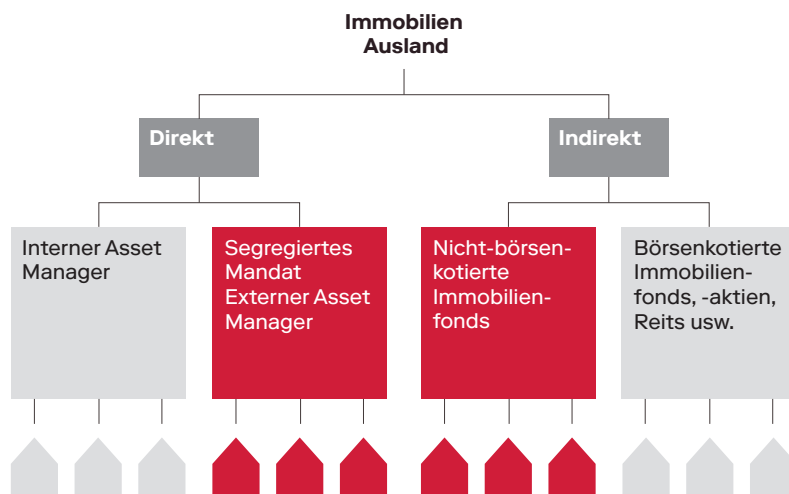 Immobilien
Ausland
Direkt
Indirekt
Interner Asset
Manager
Segregiertes
Mandat
Externer Asset
Manager
Nicht-börsen-
kotierte
Immobilien-
fonds
Börsenkotierte
Immobilien-
fonds, -aktien,
Reits usw.